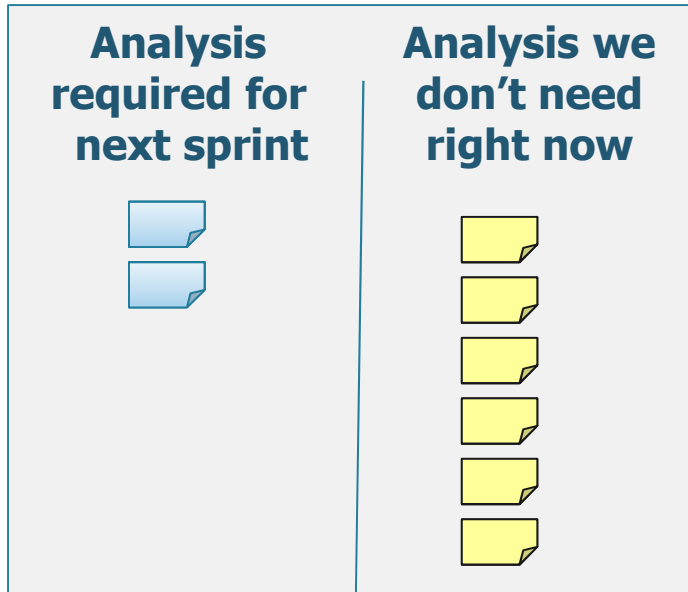 Analysis
required for
next sprint
Analysis we
don’t need
right now